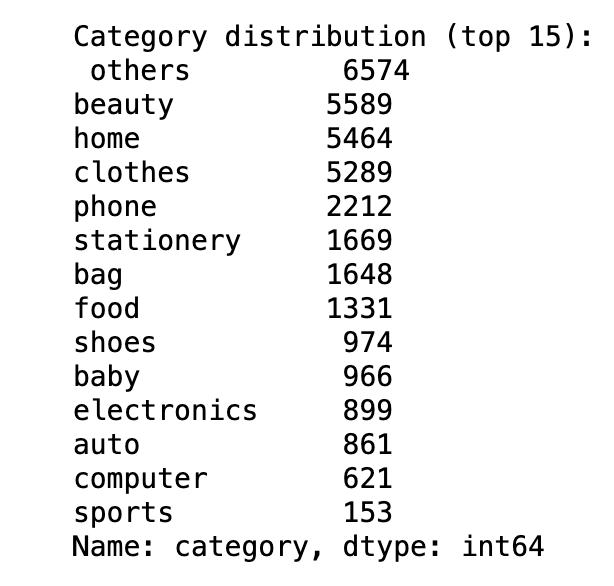 Category distribution (top 15):
 others         6574
beauty         5589
home           5464
clothes        5289
phone          2212
stationery     1669
bag            1648
food           1331
shoes           974
baby            966
electronics     899
auto            861
computer        621
sports          153
Name: category, dtype: int64